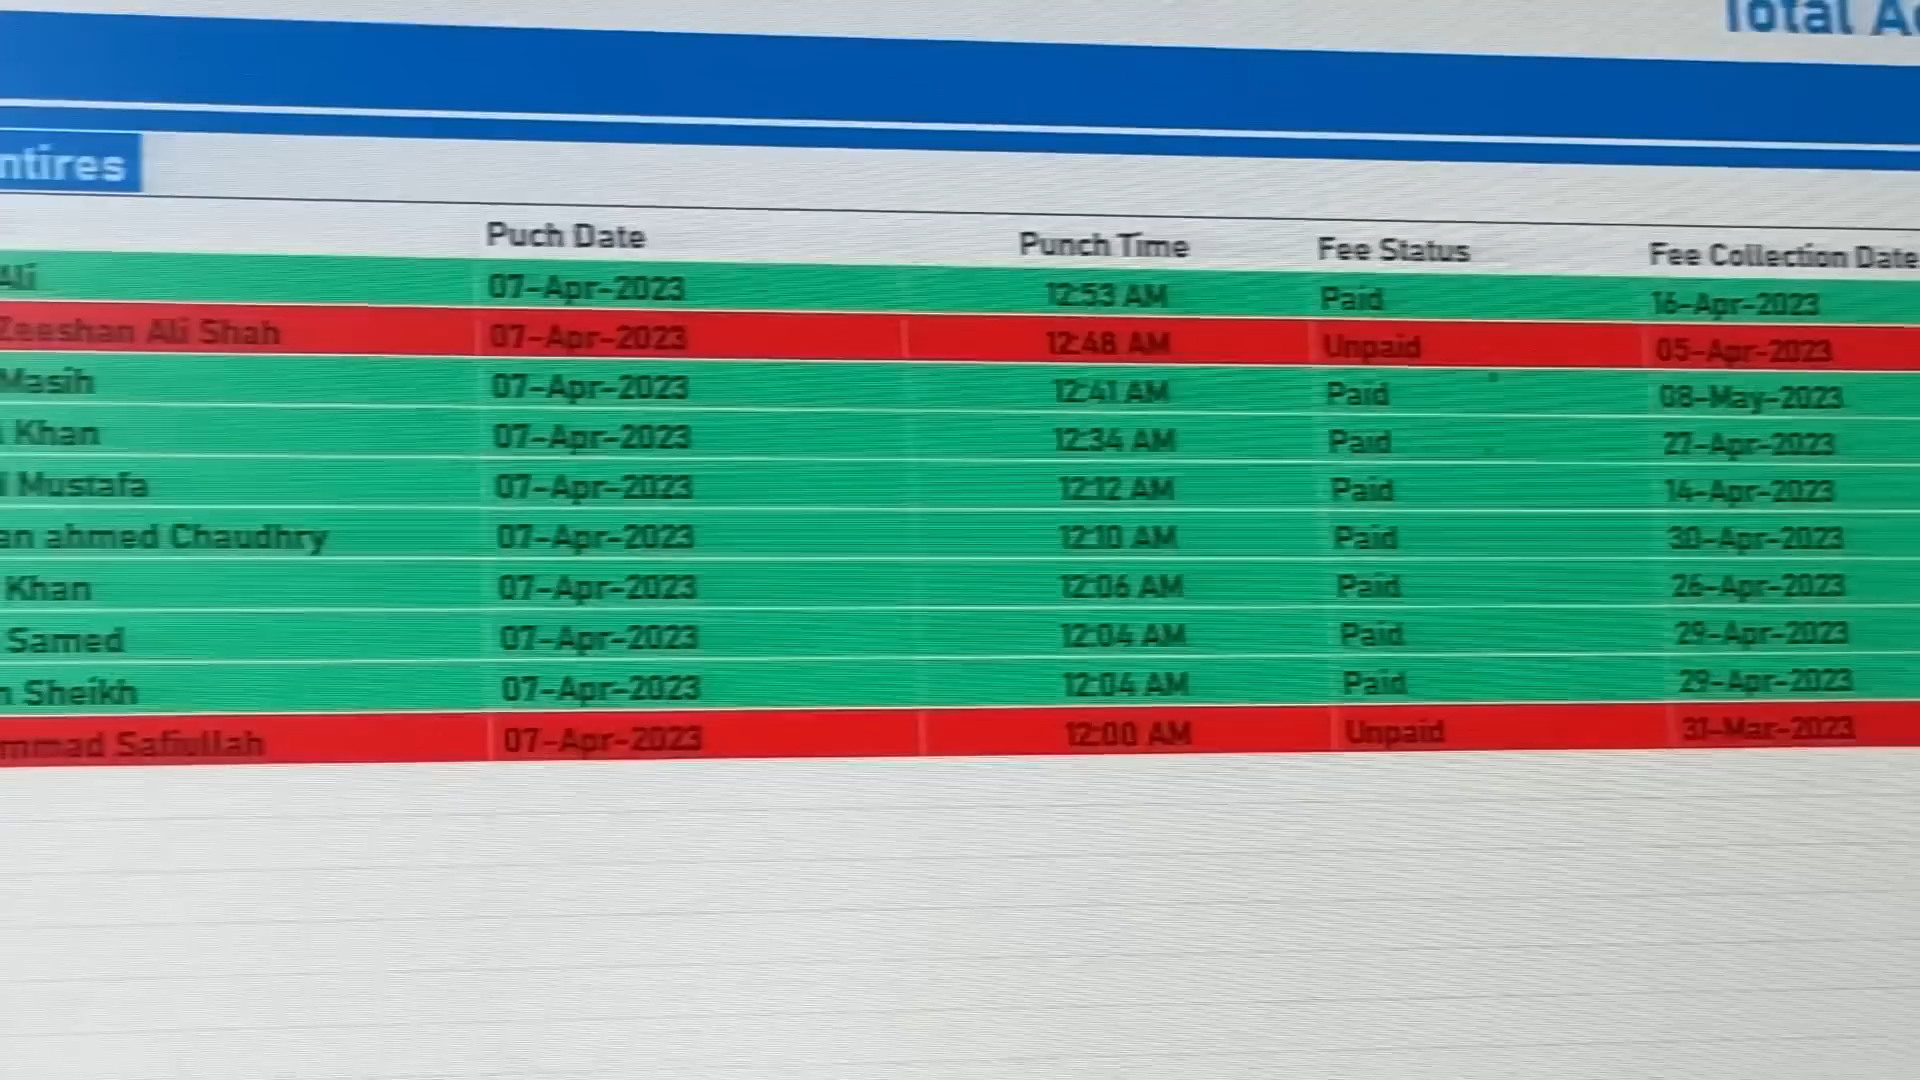 Total Ac
ntires
Puch Date Punch Time Fee Status Fee Collection Date
Ali 07-Apr-2023 12:53 AM Paid 16-Apr-2023
Zeeshan Ali Shah 07-Apr-2023 12:48 AM Unpaid 05-Apr-2023
Masih 07-Apr-2023 12:41 AM Paid 08-May-2023
Khan 07-Apr-2023 12:34 AM Paid 27-Apr-2023
Mustafa 07-Apr-2023 12:12 AM Paid 14-Apr-2023
an ahmed Chaudhry 07-Apr-2023 12:10 AM Paid 30-Apr-2023
Khan 07-Apr-2023 12:06 AM Paid 26-Apr-2023
Samed 07-Apr-2023 12:04 AM Paid 29-Apr-2023
n Sheikh 07-Apr-2023 12:04 AM Paid 29-Apr-2023
mmad Safiullah 07-Apr-2023 12:00 AM Unpaid 31-Mar-2023